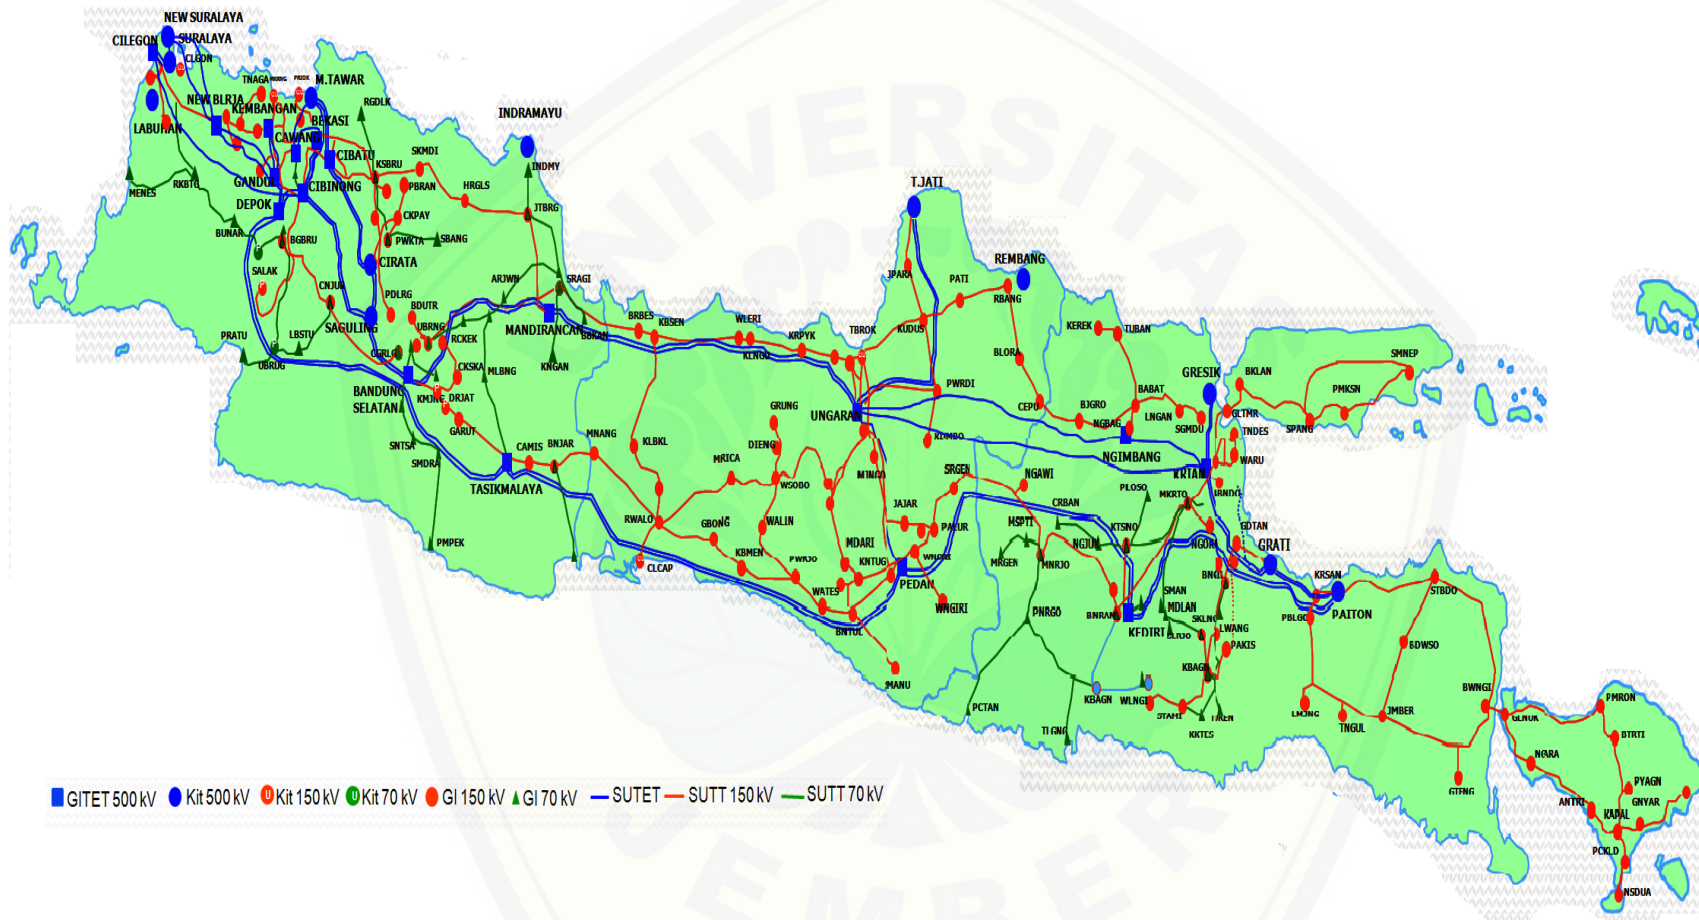 NEW SURALAYA
CILEGON
SURALAYA
CLGON
TNAGA
M.TAWAR
RGDLK
INDRAMAYU
NEW BLRJA
KEMBANGAN
BEKASI
LABUHAN
CAWANG
CIBATU
SKMDI
INDMY
KSBRU
MENES
RKBTG
GANDUL
CIBINONG
PBRAN
HRGLS
T.JATI
DEPOK
CKPAY
JTBRG
BUNAR
BGBRU
PWKTA
SBANG
SALAK
CIRATA
REMBANG
CNJUR
ARJWN
SRAGI
JPARA
PATI
PDLRG
BDUTR
RBANG
SAGULING
UBRNG
MANDIRANCAN
BRBES
KBSEN
WLERI
KUDUS
KEREK
TUBAN
PRATU
LBSTU
RCKEK
BBKAN
KRPYK
TBROK
UBRUG
CGRLG
KNGAN
KLNGU
BLORA
SMNEP
CKSKA
MLBNG
GRESIK
BKLAN
PMKSN
BANDUNG
SELATAN
KMJNG
DRJAT
PWRDI
BABAT
GARUT
GRUNG
UNGARAN
CEPU
BJGRO
LNGAN
GLTMR
NGBAG
SGMDU
SPANG
TNDES
SNTSA
CAMIS
BNJAR
MNANG
KLBKL
DIENG
KDMBO
SMDRA
MRICA
NGIMBANG
WARU
TASIKMALAYA
WSOBO
SRGEN
NGAWI
KRIAN
PLOSO
MKRTO
RWALO
GBONG
WALIN
JAJAR
CRBAN
PALUR
MSPTI
KTSNO
GDTAN
PMPEK
KBMEN
MDARI
NGJUK
NGORO
GRATI
CLCAP
PWRJO
KNTUG
WNGRI
MRGEN
MNRJO
BNGIL
KRSAN
STBDO
WATES
PEDAN
SMAN
PAITON
WNGIRI
PNRGO
BNRAN
MDLAN
PBLGO
BNTUL
KEDIRI
SKLNG
LWANG
PAKIS
BDWSO
MANU
KBAGN
WLNGI
BWNGI
PMRON
PCTAN
LMJNG
TNGUL
JMBER
GLNUK
KKTES
BTRTI
NGARA
GTENG
PYAGN
ANTRI
GNYAR
KAPAL
PCKLD
NSDUA
GITET 500 kV Kit 500 kV Kit 150 kV Kit 70 kV GI 150 kV GI 70 kV SUTET SUTT 150 kV SUTT 70 kV